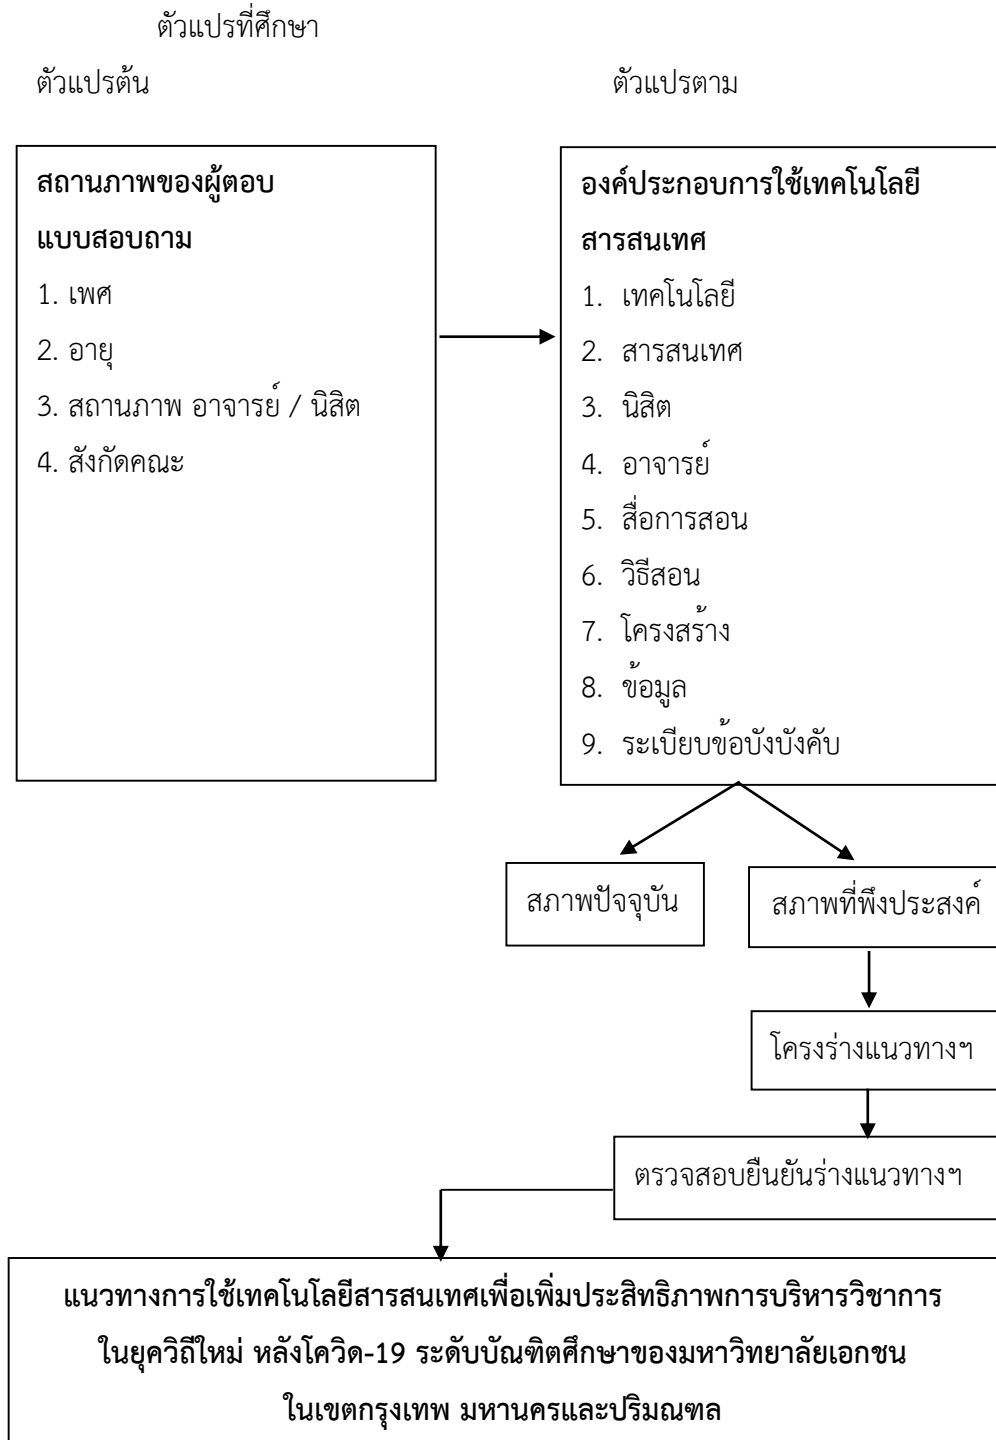 ตัวแปรที่ศึกษา
ตัวแปรต้น
ตัวแปรตาม
สถานภาพของผู้ตอบ
แบบสอบถาม
1. เพศ
2. อายุ
3. สถานภาพ อาจารย์ / นิสิต
4. สังกัดคณะ
องค์ประกอบการใช้เทคโนโลยี
สารสนเทศ
1. เทคโนโลยี
2. สารสนเทศ
3. นิสิต
4. อาจารย์
5. สื่อการสอน
6. วิธีสอน
7. โครงสร้าง
8. ข้อมูล
9. ระเบียบข้อบังบังคับ
สภาพปัจจุบัน
สภาพที่พึงประสงค์
โครงร่างแนวทางฯ
ตรวจสอบยืนยันร่างแนวทางฯ
แนวทางการใช้เทคโนโลยีสารสนเทศเพื่อเพิ่มประสิทธิภาพการบริหารวิชาการ
ในยุควิถีใหม่ หลังโควิด-19 ระดับบัณฑิตศึกษาของมหาวิทยาลัยเอกชน
ในเขตกรุงเทพ มหานครและปริมณฑล